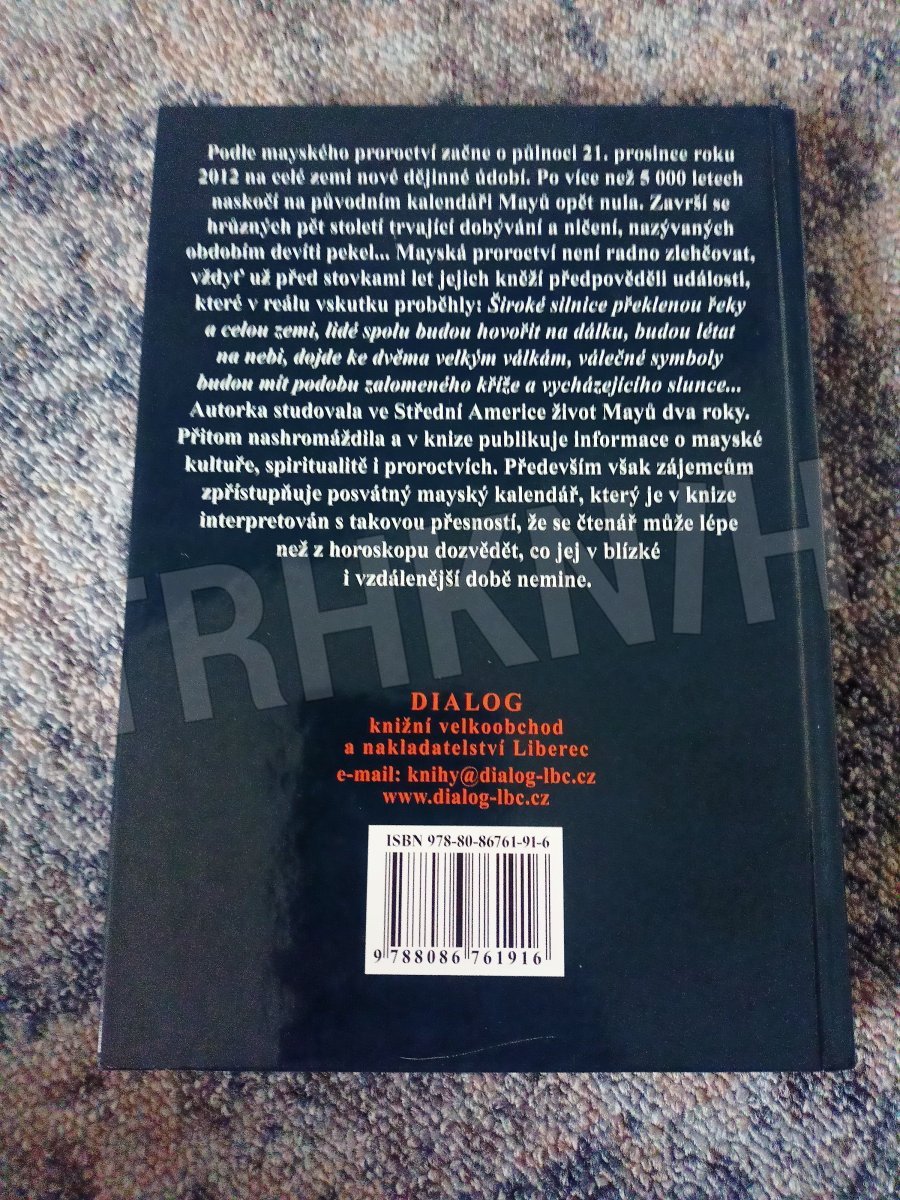 Podle mayského proroctví začne o půlnoci 21. prosince roku
2012 na celé zemi nové dějinné údobí. Po více než 5 000 letech
naskočí na původním kalendáři Mayů opět nula. Završí se
hrůzných pět století trvající dobývání a ničení, nazývaných
obdobím devíti pekel... Mayská proroctví není radno zlehčovat,
vždyť už před stovkami let jejich kněží předpověděli události,
které v reálu vskutku proběhly: Široké silnice překlenou řeky
a celou zemi, lidé spolu budou hovořit na dálku, budou létat
na nebi, dojde ke dvěma velkým válkám, válečné symboly
budou mít podobu zalomeného kříže a vycházejícího slunce...
Autorka studovala ve Střední Americe život Mayů dva roky.
Přitom nashromáždila a v knize publikuje informace o mayské
kultuře, spiritualitě i proroctvích. Především však zájemcům
zpřístupňuje posvátný mayský kalendář, který je v knize
interpretován s takovou přesností, že se čtenář může lépe
než z horoskopu dozvědět, co jej v blízké
i vzdálenější době nemine.
TRHKNIH
DIALOG
knižní velkoobchod
a nakladatelství Liberec
e-mail: knihy@dialog-lbc.cz
www.dialog-lbc.cz
ISBN 978-80-86761-91-6
9 788086 761916